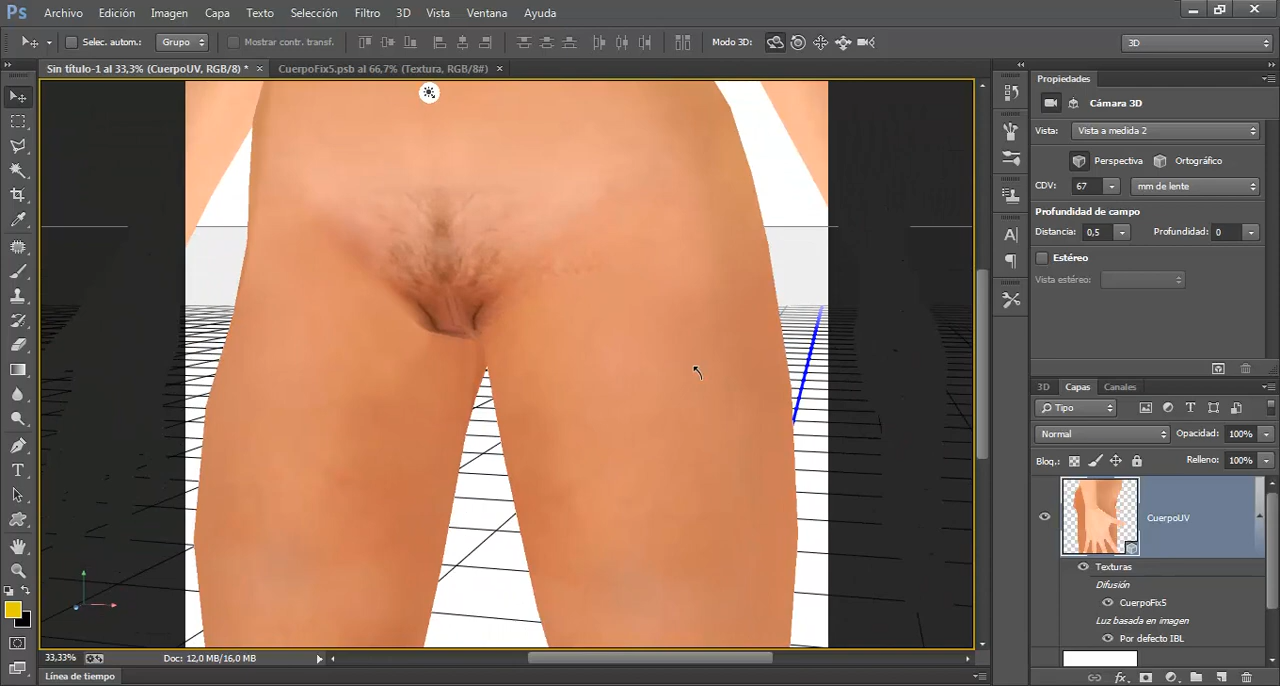 Ps Archivo Edición Imagen Capa Texto Selección Filtro 3D Vista Ventana Ayuda
Selec. autom.: Grupo Mostrar contr. transf. Modo 3D: 3D
Sin título-1 al 33,3% (CuerpoUV, RGB/8) * × CuerpoFix5.psb al 66,7% (Textura, RGB/8#) ×
Propiedades
Cámara 3D
Vista: Vista a medida 2
Perspectiva Ortográfico
CDV: 67 mm de lente
Profundidad de campo
Distancia: 0,5 Profundidad: 0
Estéreo
Vista estéreo:
3D Capas Canales
Tipo
Normal Opacidad: 100%
Bloq.: Relleno: 100%
CuerpoUV
Texturas
Difusión
CuerpoFix5
Luz basada en imagen
Por defecto IBL
33,33% Doc: 12,0 MB/16,0 MB
Línea de tiempo